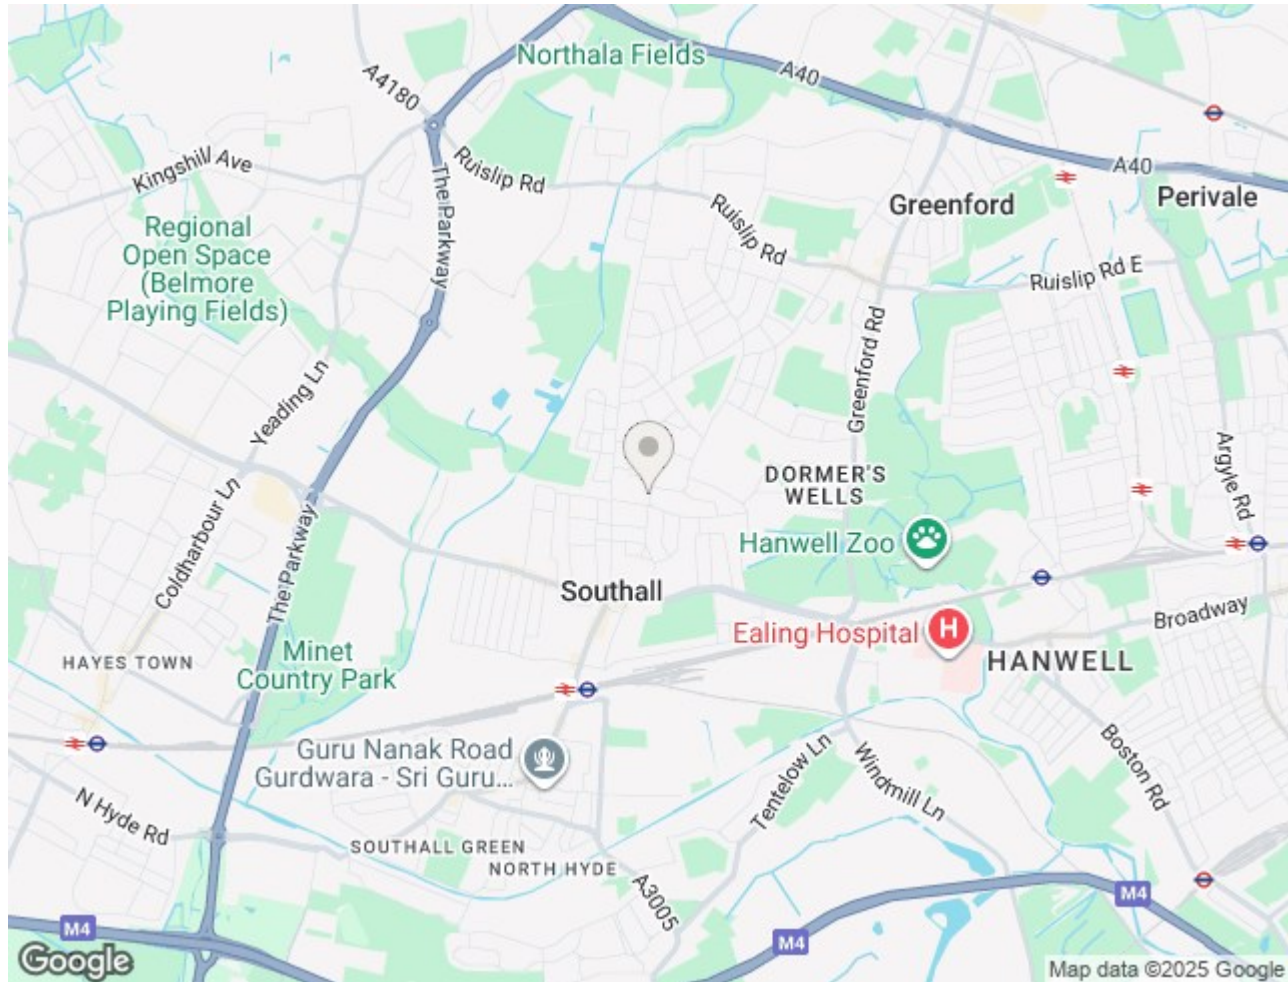 Northala Fields
A40
A4180
Kingshill Ave
Ruislip Rd
The Parkway
A40
Perivale
Greenford
Ruislip Rd
Regional
Open Space
(Belmore
Playing Fields)
Ruislip Rd E
Greenford Rd
Yeading Ln
Argyle Rd
DORMER'S
WELLS
Coldharbour Ln
The Parkway
Hanwell Zoo
Southall
Broadway
Ealing Hospital
H
HANWELL
HAYES TOWN
Minet
Country Park
Guru Nanak Road
Gurdwara - Sri Guru...
Tentelow Ln
Windmill Ln
Boston Rd
N Hyde Rd
SOUTHALL GREEN
NORTH HYDE
A3005
M4
M4
M4
Google
Map data ©2025 Google